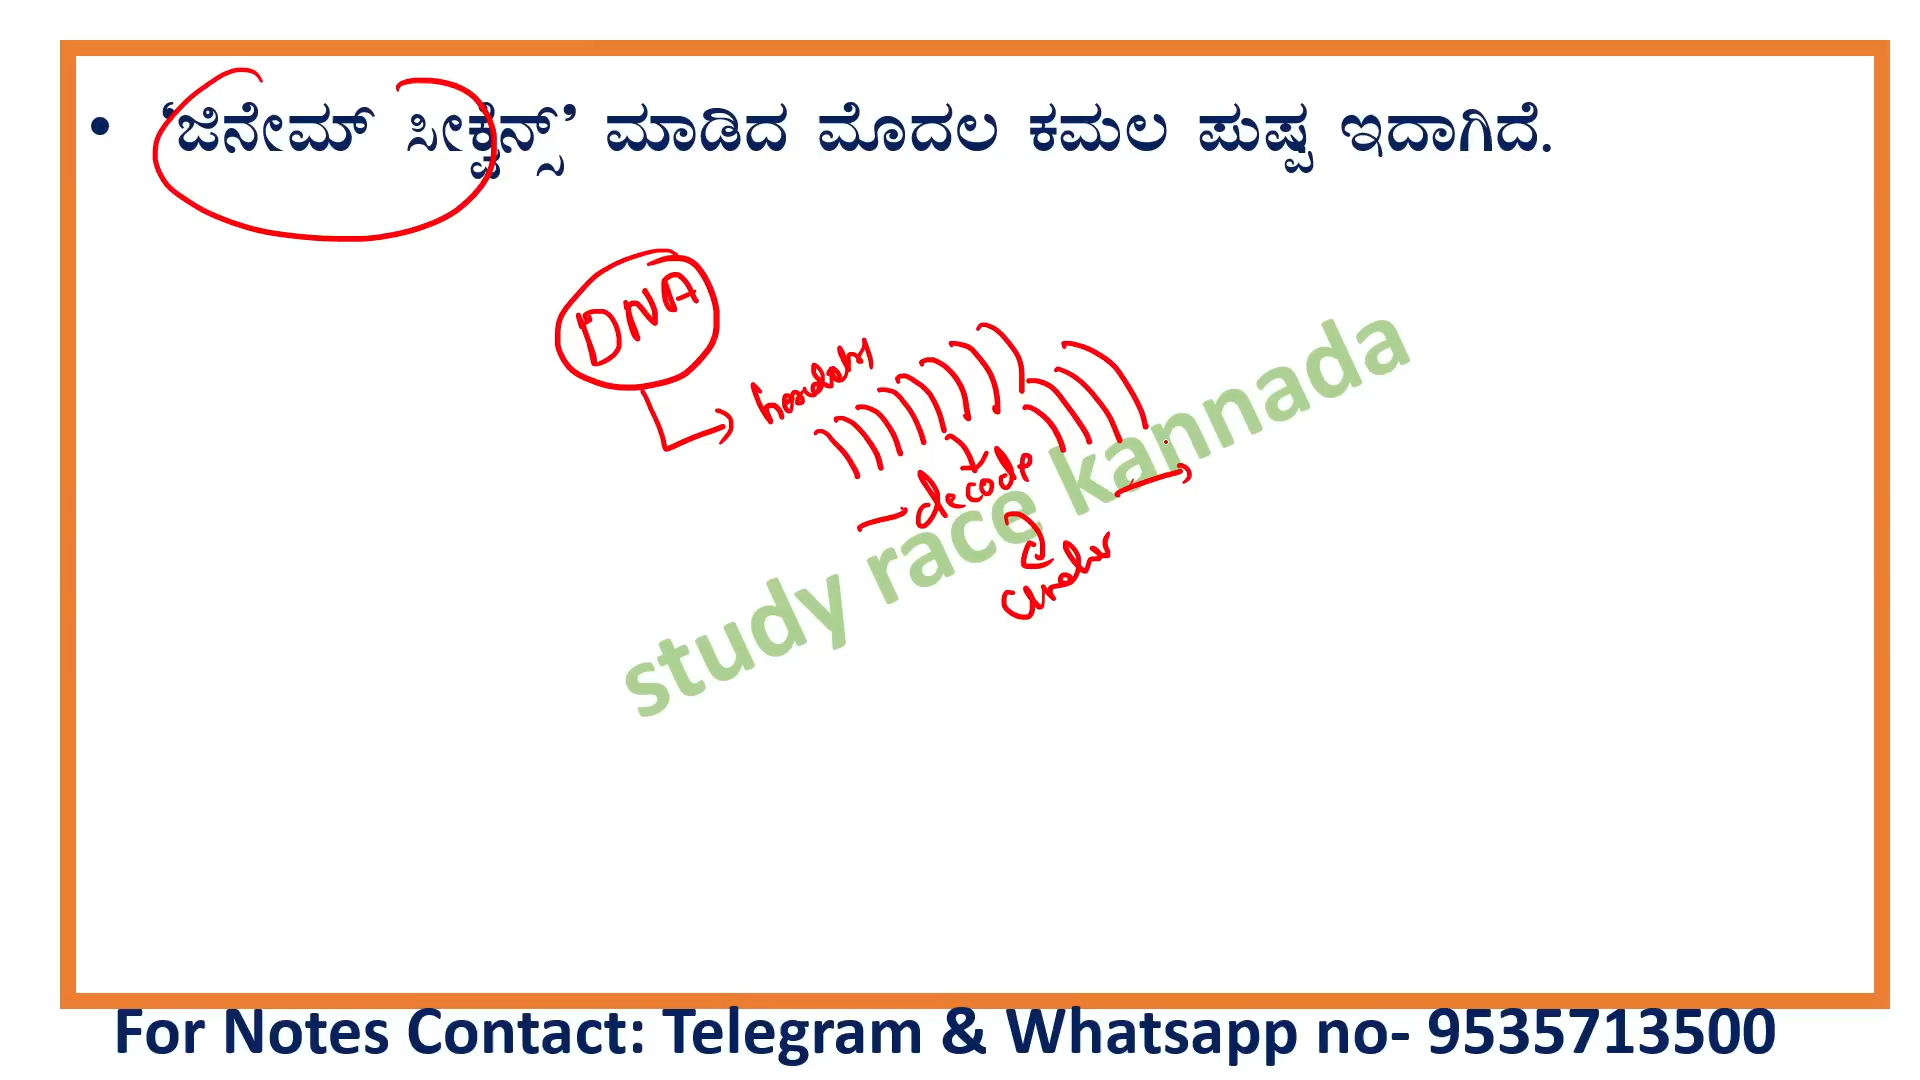 • ‘ಜಿನೇಮ್ ಸೀಕ್ವೆನ್ಸ್’ ಮಾಡಿದ ಮೊದಲ ಕಮಲ ಪುಷ್ಪ ಇದಾಗಿದೆ.
DNA
decode
study race kannada
For Notes Contact: Telegram & Whatsapp no- 9535713500